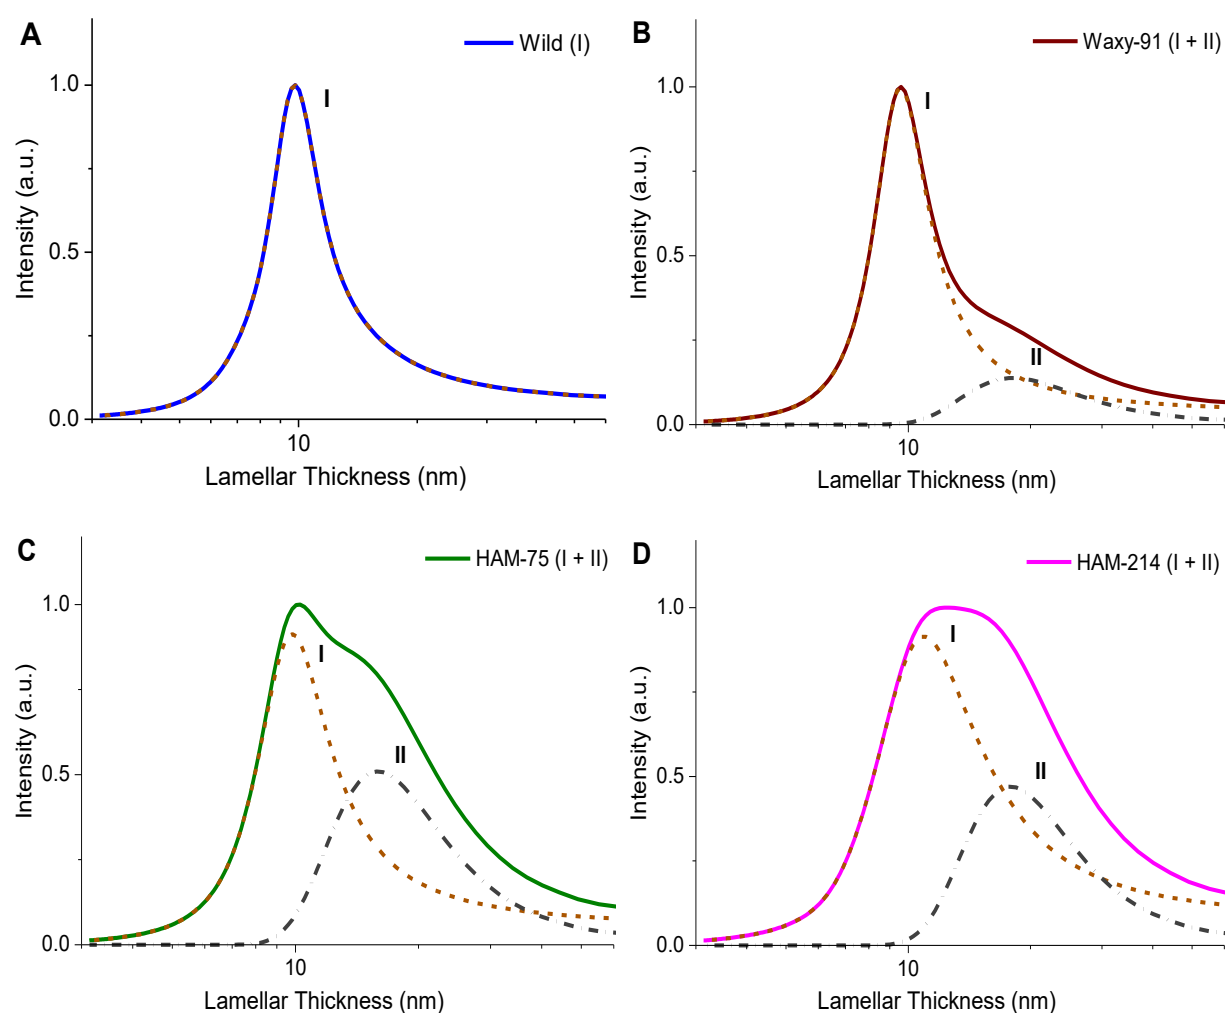 A
Wild (I)
1.0
I
Intensity (a.u.)
0.5
0.0
10
Lamellar Thickness (nm)
B
Waxy-91 (I + II)
1.0
I
Intensity (a.u.)
0.5
II
0.0
10
Lamellar Thickness (nm)
C
HAM-75 (I + II)
1.0
I
Intensity (a.u.)
II
0.5
0.0
10
Lamellar Thickness (nm)
D
HAM-214 (I + II)
1.0
I
Intensity (a.u.)
II
0.5
0.0
10
Lamellar Thickness (nm)